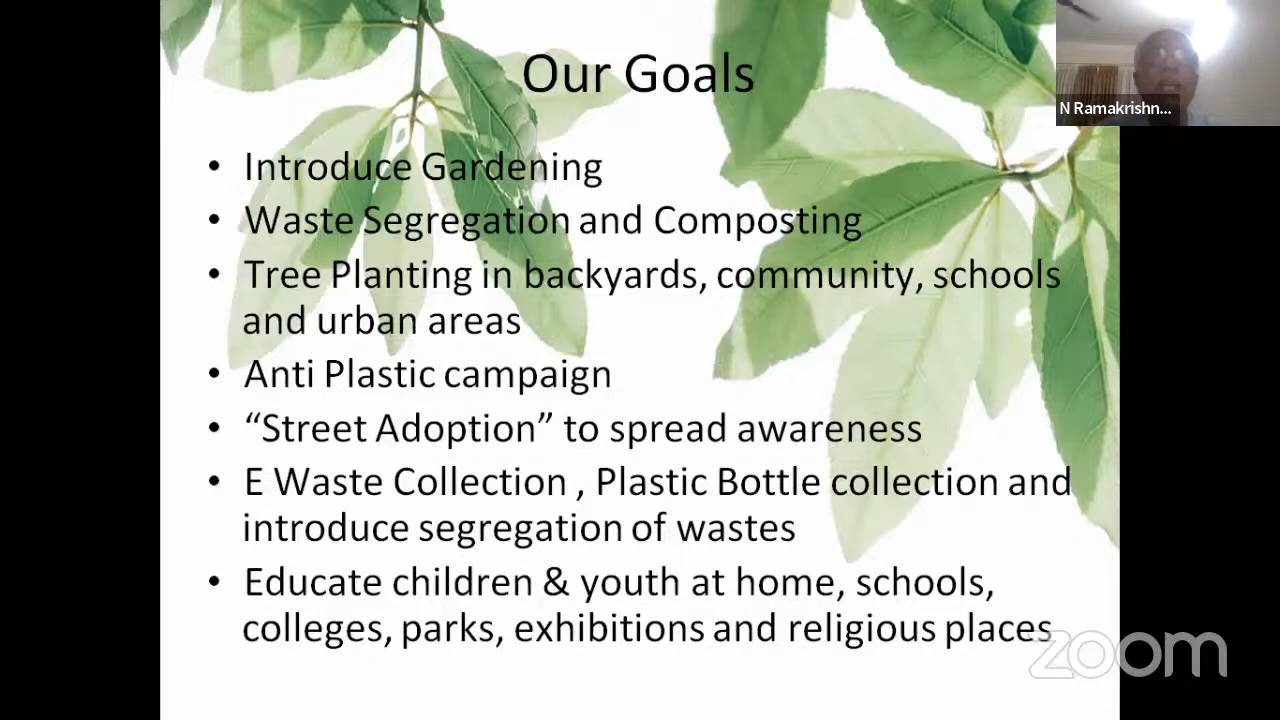 Our Goals
N Ramakrishn...
• Introduce Gardening
• Waste Segregation and Composting
• Tree Planting in backyards, community, schools
and urban areas
• Anti Plastic campaign
• “Street Adoption” to spread awareness
• E Waste Collection , Plastic Bottle collection and
introduce segregation of wastes
• Educate children & youth at home, schools,
colleges, parks, exhibitions and religious places
zoom